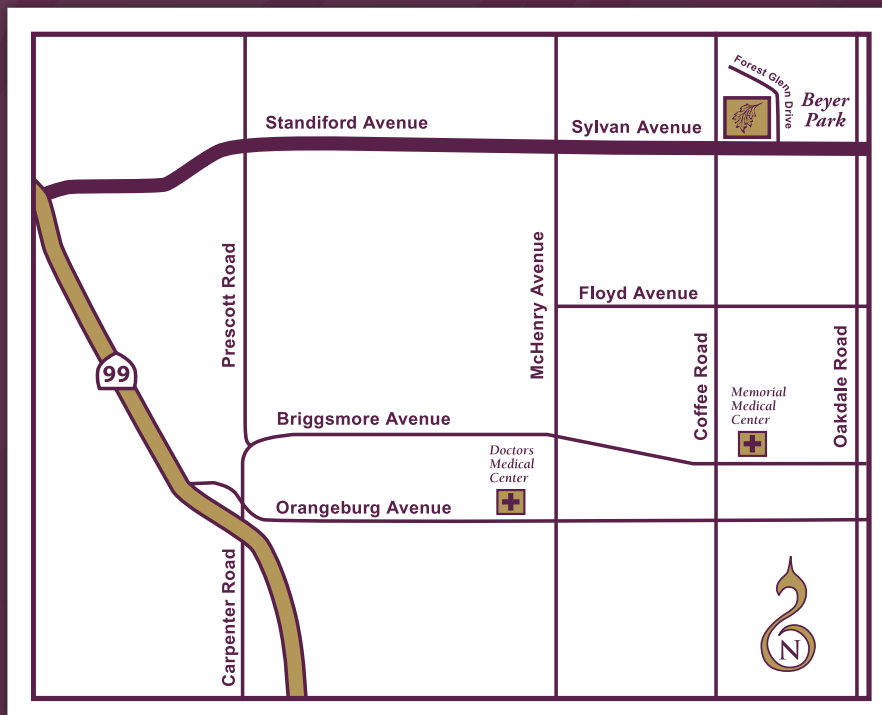 Forest Glenn Drive
Beyer
Park
Standiford Avenue
Sylvan Avenue
Prescott Road
McHenry Avenue
Floyd Avenue
99
Coffee Road
Oakdale Road
Memorial
Medical
Center
Briggsmore Avenue
Doctors
Medical
Center
Orangeburg Avenue
Carpenter Road
N